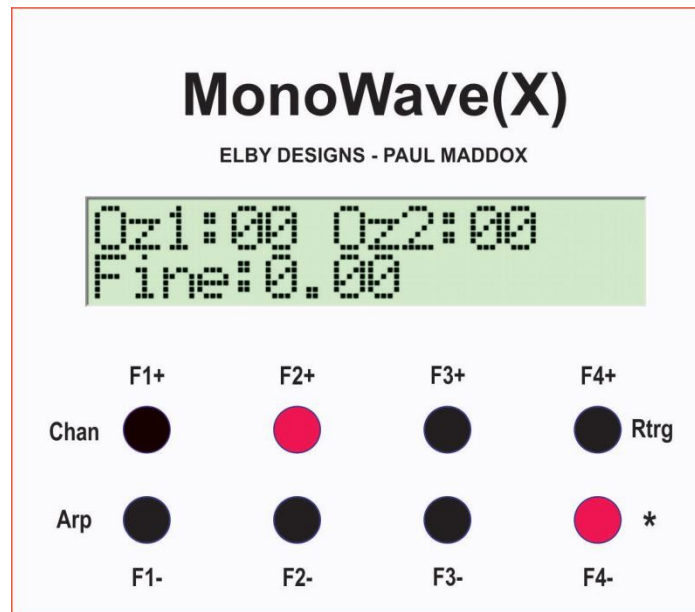 MonoWave(X)
ELBY DESIGNS - PAUL MADDOX
Oz1:00 Oz2:00
Fine:0.00
F1+ F2+ F3+ F4+
Chan Rtrg
Arp *
F1- F2- F3- F4-